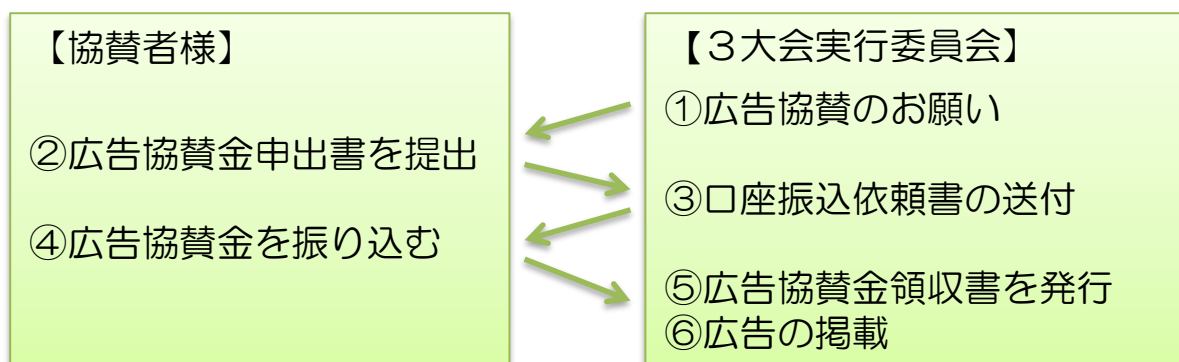 【協賛者様】
②広告協賛金申出書を提出
④広告協賛金を振り込む
【３大会実行委員会】
①広告協賛のお願い
③口座振込依頼書の送付
⑤広告協賛金領収書を発行
⑥広告の掲載